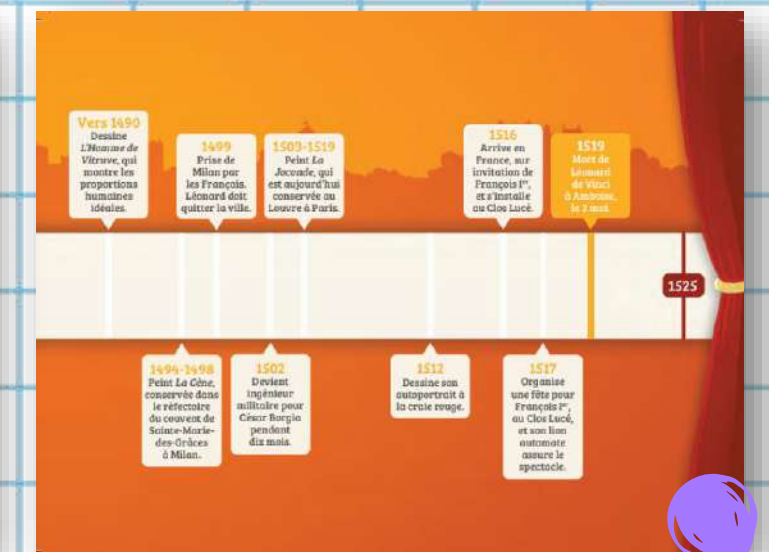 Vers 1490
Dessine
L'Homme de
Vitruve, qui
montre les
proportions
humaines
idéales.
1499
Prise de
Milan par
les Français.
Léonard doit
quitter la ville.
1503-1519
Peint La
Joconde, qui
est aujourd'hui
conservée au
Louvre à Paris.
1516
Arrive en
France, sur
invitation de
François Iᵉʳ,
et s'installe
au Clos Lucé.
1519
Mort de
Léonard
de Vinci
à Amboise,
le 2 mai.
1525
1494-1498
Peint La Cène,
conservée dans
le réfectoire
du couvent de
Sainte-Marie-
des-Grâces
à Milan.
1502
Devient
ingénieur
militaire pour
César Borgia
pendant
dix mois.
1512
Dessine son
autoportrait à
la craie rouge.
1517
Organise
une fête pour
François Iᵉʳ,
au Clos Lucé,
et son lion
automate
assure le
spectacle.